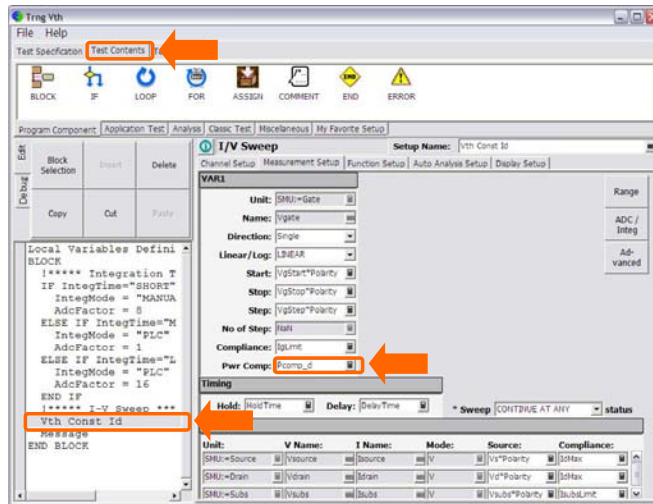 Trng Vth
File Help
Test Specification Test Contents
BLOCK IF LOOP FOR ASSIGN COMMENT END ERROR
Program Component Application Test Analysis Classic Test Miscelaneous My Favorite Setup
Edit
Debug
Block Selection Insert Delete
Copy Cut Pasty
Local Variables Defini
BLOCK
!***** Integration T
IF IntegTime="SHORT"
IntegMode = "MANUA
AdcFactor = 8
ELSE IF IntegTime="M
IntegMode = "PLC"
AdcFactor = 1
ELSE IF IntegTime="L
IntegMode = "PLC"
AdcFactor = 16
END IF
!***** I-V Sweep ***
Vth Const Id
Message
END BLOCK
I/V Sweep Setup Name: Vth Const Id
Channel Setup Measurement Setup Function Setup Auto Analysis Setup Display Setup
VAR1
Unit: SMU:=Gate
Name: Vgate
Direction: Single
Linear/Log: LINEAR
Start: VgStart*Polarity
Stop: VgStop*Polarity
Step: VgStep*Polarity
No of Step: NaN
Compliance: IgLimit
Pwr Comp: Pcomp_d
Range
ADC / Integ
Ad-vanced
Timing
Hold: HoldTime Delay: DelayTime * Sweep CONTINUE AT ANY status
Unit: V Name: I Name: Mode: Source: Compliance:
SMU:=Source Vsource Isource V Vs*Polarity IdMax
SMU:=Drain Vdrain Idrain V Vd*Polarity IdMax
SMU:=Subs Vsubs Isubs V Vsubs*Polarity IsubsLimit